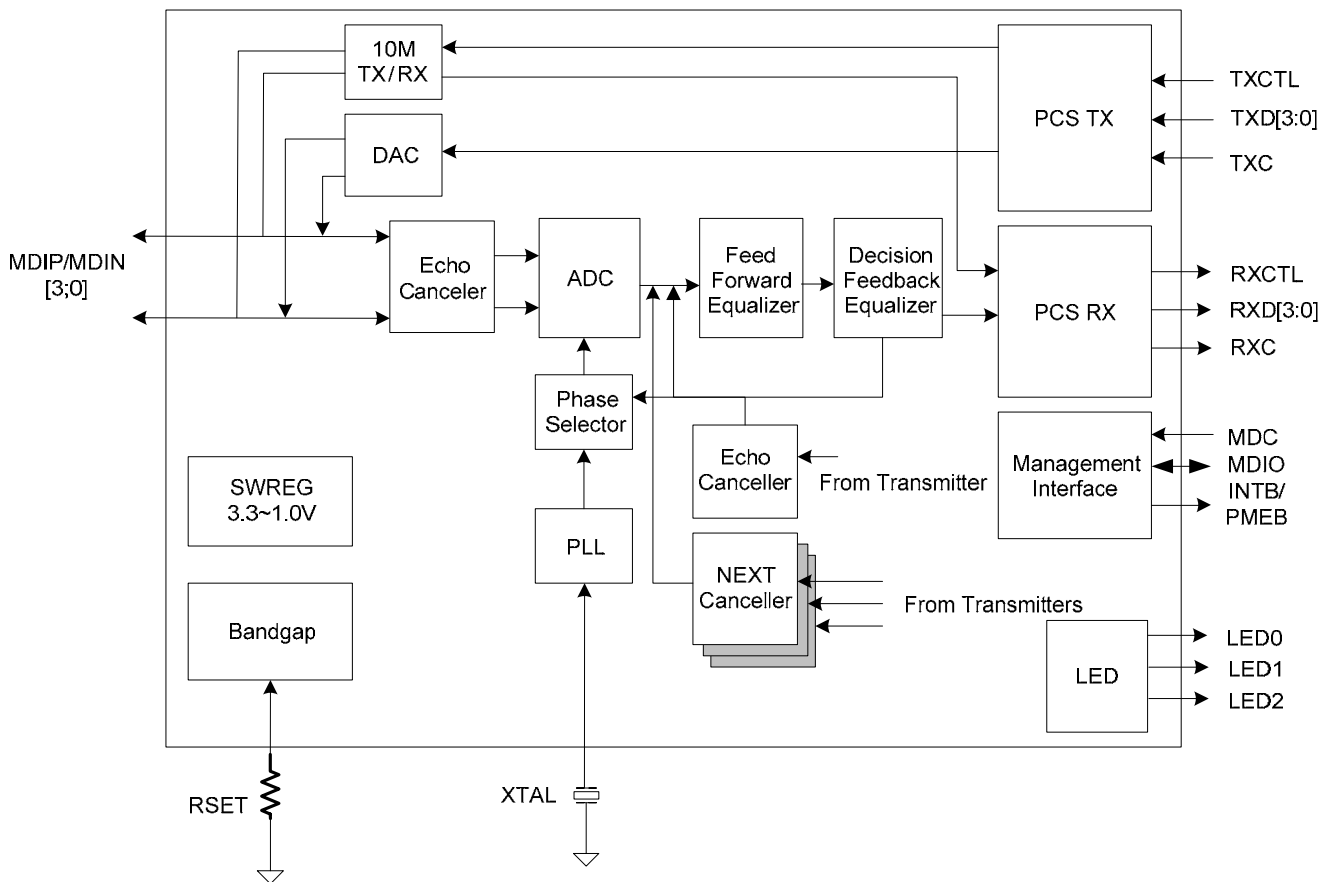 10M
TX/RX
DAC
PCS TX
TXCTL
TXD[3:0]
TXC
MDIP/MDIN
[3;0]
Echo
Canceler
ADC
Feed
Forward
Equalizer
Decision
Feedback
Equalizer
PCS RX
RXCTL
RXD[3:0]
RXC
Phase
Selector
Echo
Canceller
From Transmitter
Management
Interface
MDC
MDIO
INTB/
PMEB
SWREG
3.3~1.0V
PLL
NEXT
Canceller
From Transmitters
Bandgap
LED
LED0
LED1
LED2
RSET
XTAL